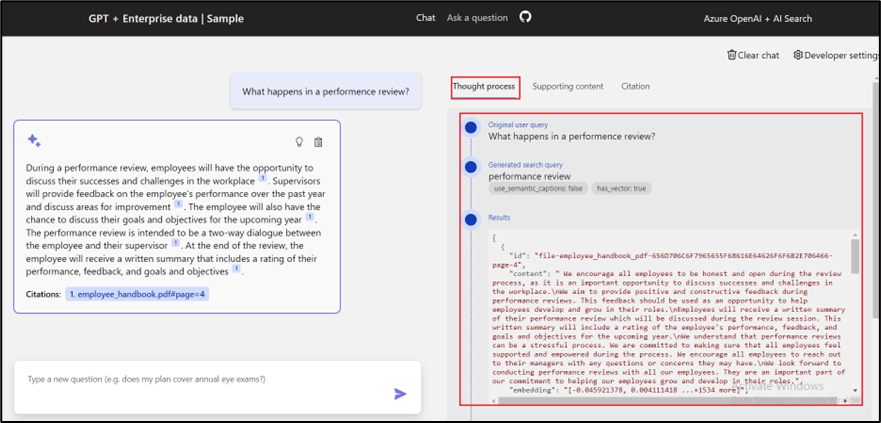 GPT + Enterprise data | Sample
Chat
Ask a question
Azure OpenAI + AI Search
Clear chat
Developer settings
What happens in a performence review?
During a performance review, employees will have the opportunity to
discuss their successes and challenges in the workplace 1. Supervisors
will provide feedback on the employee's performance over the past year
and discuss areas for improvement 1. The employee will also have the
chance to discuss their goals and objectives for the upcoming year 1.
The performance review is intended to be a two-way dialogue between
the employee and their supervisor 1. At the end of the review, the
employee will receive a written summary that includes a rating of their
performance, feedback, and goals and objectives 1.
Citations: 1. employee_handbook.pdf#page=4
Type a new question (e.g. does my plan cover annual eye exams?)
Thought process
Supporting content
Citation
Original user query
What happens in a performence review?
Generated search query
performance review
use_semantic_captions: false
has_vector: true
Results
[
{
"id": "file-employee_handbook_pdf-656D706C6F7965655F68616E64626F6F6B2E706466-
page-4",
"content": " We encourage all employees to be honest and open during the review
process, as it is an important opportunity to discuss successes and challenges in
the workplace.\nWe aim to provide positive and constructive feedback during
performance reviews. This feedback should be used as an opportunity to help
employees develop and grow in their roles.\nEmployees will receive a written summary
of their performance review which will be discussed during the review session. This
written summary will include a rating of the employee's performance, feedback, and
goals and objectives for the upcoming year.\nWe understand that performance reviews
can be a stressful process. We are committed to making sure that all employees feel
supported and empowered during the process. We encourage all employees to reach out
to their managers with any questions or concerns they may have.\nWe look forward to
conducting performance reviews with all our employees. They are an important part of
our commitment to helping our employees grow and develop in their roles.",
"embedding": "[-0.045921378, 0.004111418 ...+1534 more]",
Activate Windows